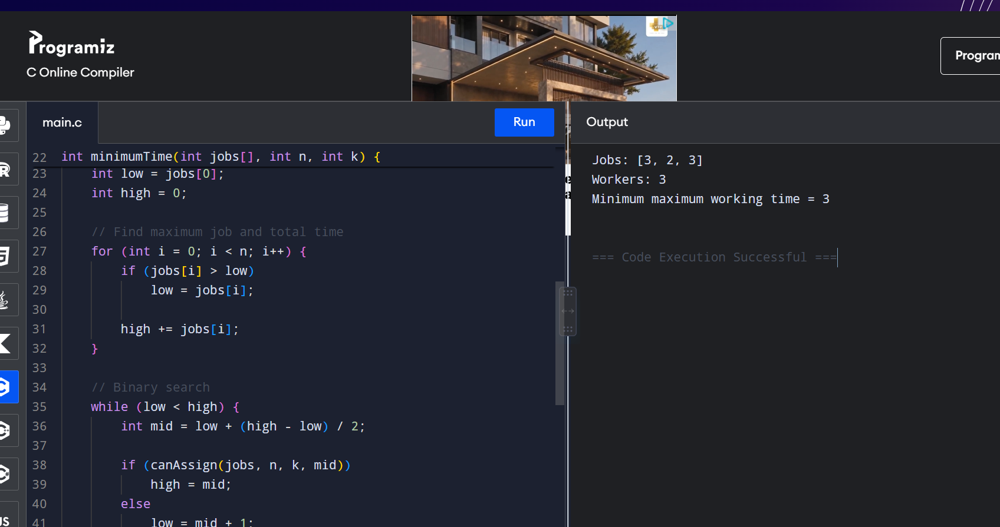 Programiz
C Online Compiler
Program
main.c
Run
Output
22 int minimumTime(int jobs[], int n, int k) {
23     int low = jobs[0];
24     int high = 0;
25
26     // Find maximum job and total time
27     for (int i = 0; i < n; i++) {
28         if (jobs[i] > low)
29             low = jobs[i];
30
31         high += jobs[i];
32     }
33
34     // Binary search
35     while (low < high) {
36         int mid = low + (high - low) / 2;
37
38         if (canAssign(jobs, n, k, mid))
39             high = mid;
40         else
41             low = mid + 1;
Jobs: [3, 2, 3]
Workers: 3
Minimum maximum working time = 3
=== Code Execution Successful ===